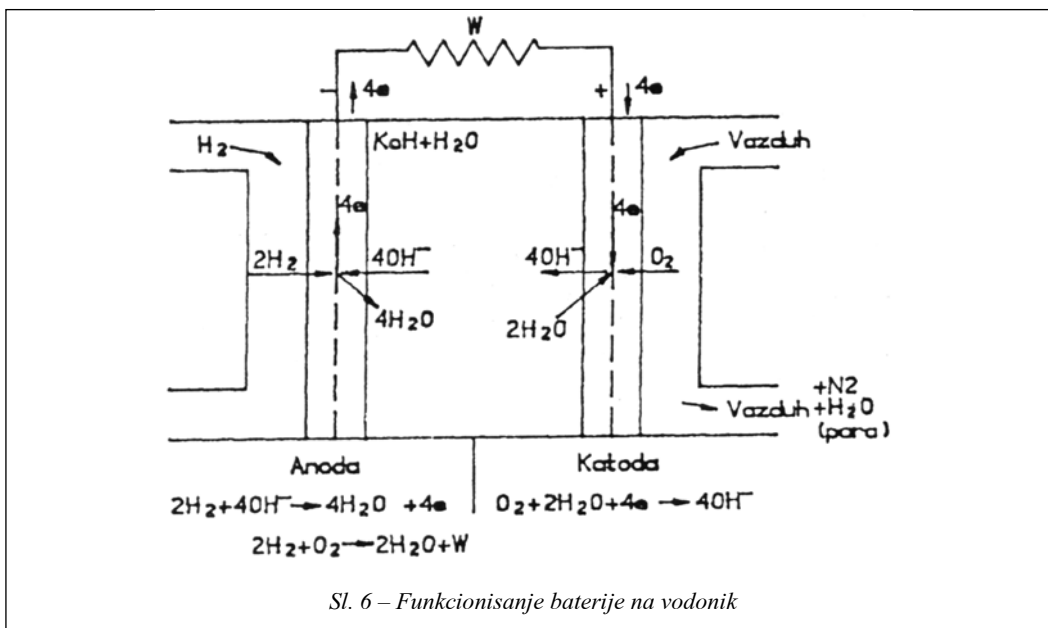 W
− 4e + 4e
H₂ KaH+H₂O Vazduh
4e 4e
2H₂ 4OH⁻ 4OH⁻ O₂
4H₂O 2H₂O
+N2
Vazduh +H₂O
(para)
Anoda Katoda
2H₂+4OH⁻→4H₂O +4e O₂+2H₂O+4e→4OH⁻
2H₂+O₂→2H₂O+W
Sl. 6 – Funkcionisanje baterije na vodonik